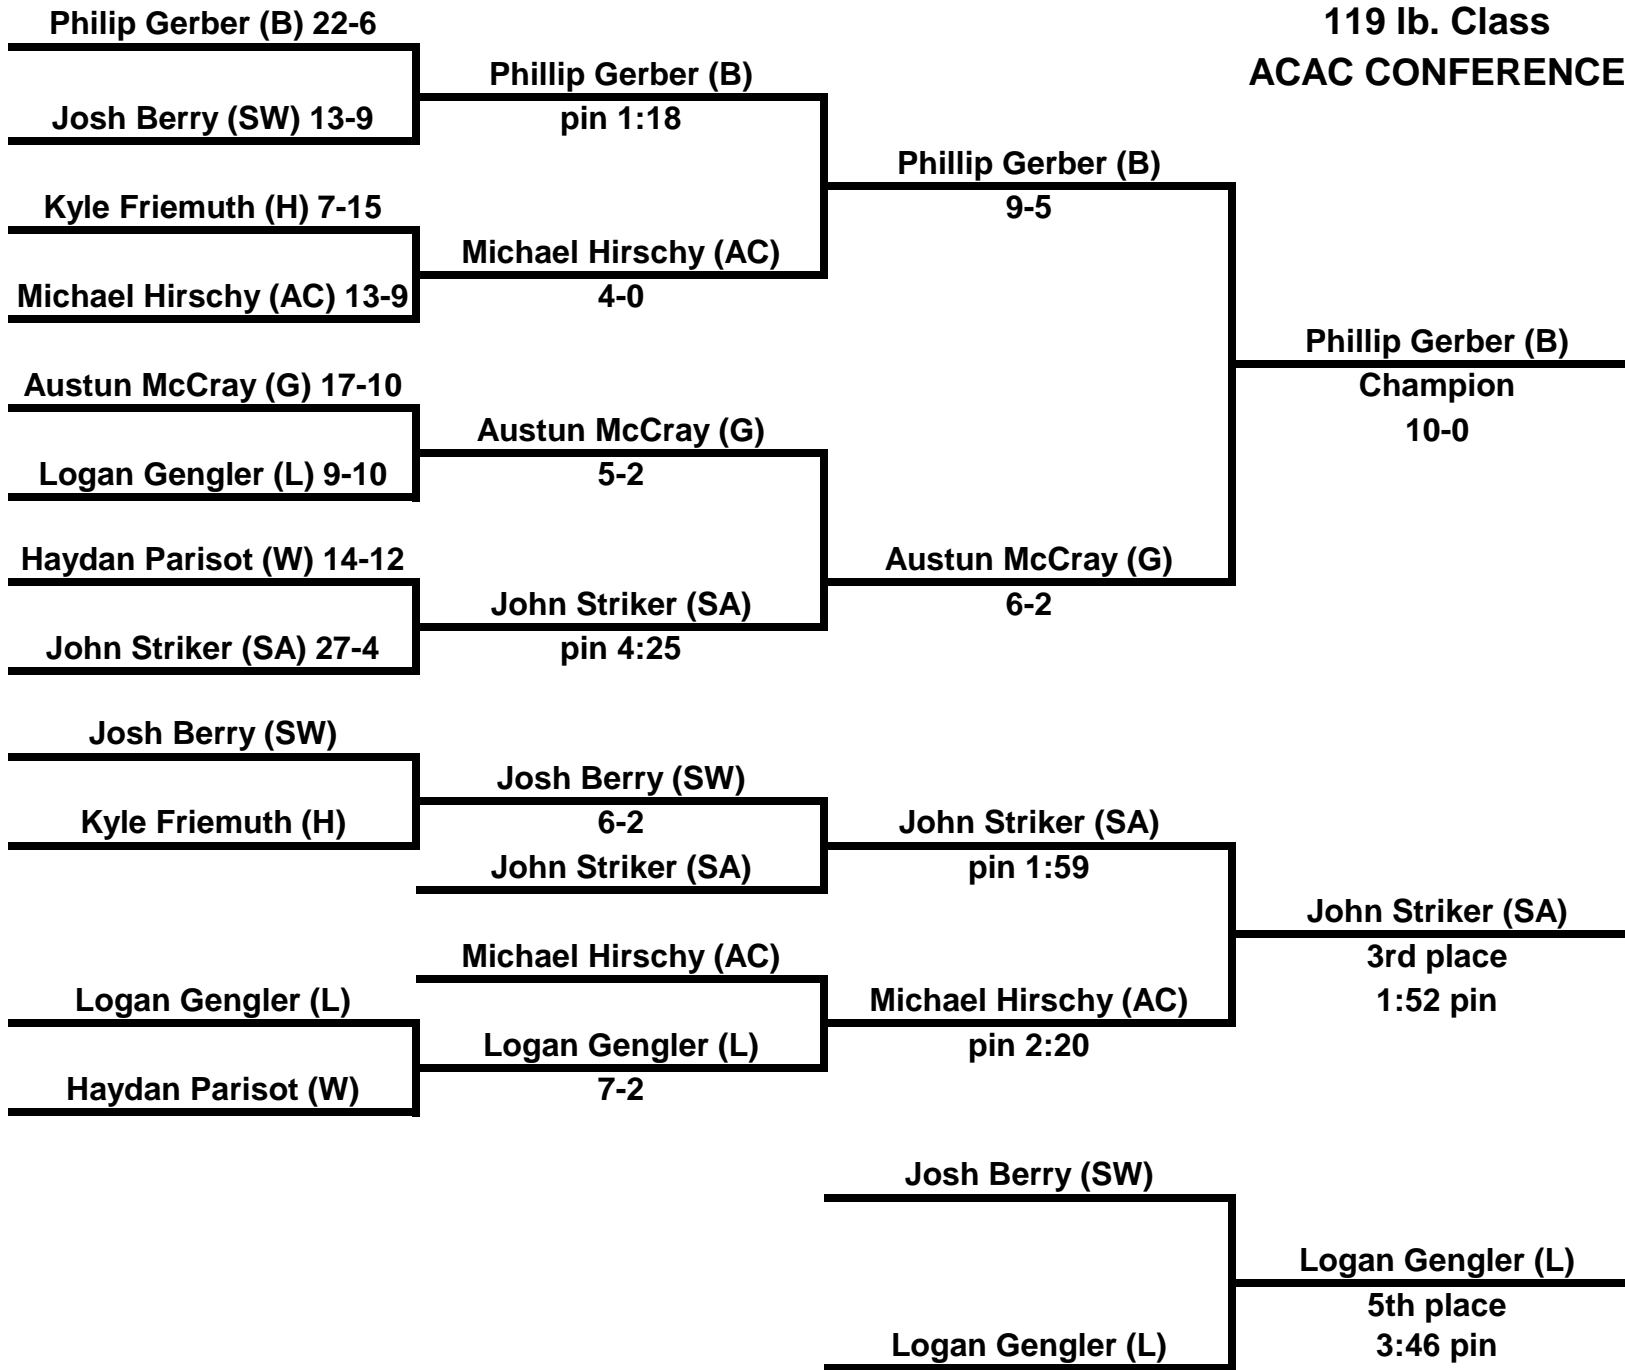 119 lb. Class
ACAC CONFERENCE
Philip Gerber (B) 22-6
Josh Berry (SW) 13-9
Kyle Friemuth (H) 7-15
Michael Hirschy (AC) 13-9
Austun McCray (G) 17-10
Logan Gengler (L) 9-10
Haydan Parisot (W) 14-12
John Striker (SA) 27-4
Phillip Gerber (B)
pin 1:18
Michael Hirschy (AC)
4-0
Austun McCray (G)
5-2
John Striker (SA)
pin 4:25
Phillip Gerber (B)
9-5
Austun McCray (G)
6-2
Phillip Gerber (B)
Champion
10-0
Josh Berry (SW)
Kyle Friemuth (H)
Logan Gengler (L)
Haydan Parisot (W)
Josh Berry (SW)
6-2
John Striker (SA)
Michael Hirschy (AC)
Logan Gengler (L)
7-2
John Striker (SA)
pin 1:59
Michael Hirschy (AC)
pin 2:20
John Striker (SA)
3rd place
1:52 pin
Josh Berry (SW)
Logan Gengler (L)
Logan Gengler (L)
5th place
3:46 pin